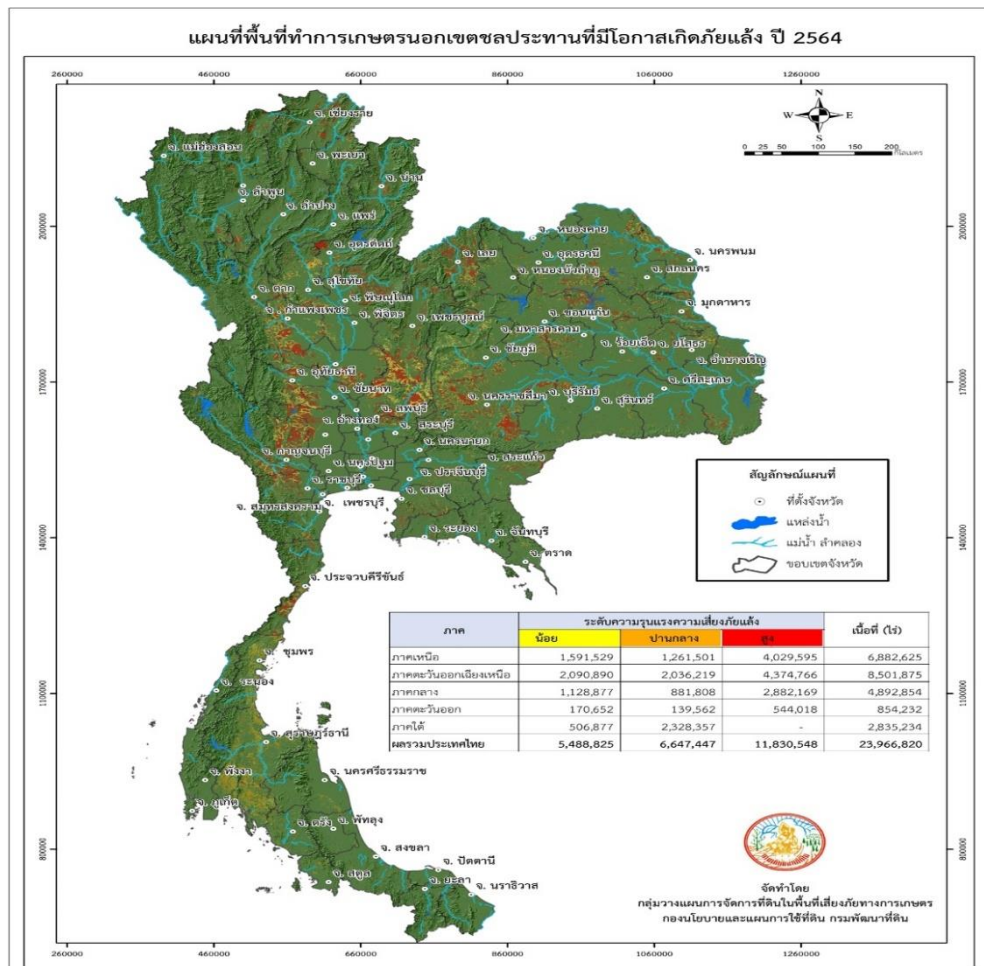 แผนที่พื้นที่ทำการเกษตรนอกเขตชลประทานที่มีโอกาสเกิดภัยแล้ง ปี 2564
260000 460000 660000 860000 1060000 1260000
N
W E
S
0 25 50 100 150 200
กิโลเมตร
จ. เชียงราย
จ. แม่ฮ่องสอน
จ. พะเยา
จ. น่าน
จ. ลำพูน
จ. ลำปาง
จ. แพร่
2000000 2000000
จ. หนองคาย
จ. อุตรดิตถ์
จ. เลย
จ. อุดรธานี
จ. นครพนม
จ. หนองบัวลำภู
จ. สกลนคร
จ. สุโขทัย
จ. ตาก
จ. พิษณุโลก
จ. มุกดาหาร
จ. กำแพงเพชร
จ. พิจิตร
จ. เพชรบูรณ์
จ. ขอนแก่น
จ. มหาสารคาม
จ. ร้อยเอ็ด
จ. ยโสธร
จ. ชัยภูมิ
จ. อำนาจเจริญ
จ. อุทัยธานี
1700000 1700000
จ. ชัยนาท
จ. นครราชสีมา
จ. บุรีรัมย์
จ. ศรีสะเกษ
จ. ลพบุรี
จ. สุรินทร์
จ. อ่างทอง
จ. สระบุรี
จ. นครนายก
จ. กาญจนบุรี
จ. นครปฐม
จ. ปราจีนบุรี
จ. สระแก้ว
จ. ราชบุรี
จ. ชลบุรี
จ. สมุทรสงคราม
จ. เพชรบุรี
จ. ระยอง
จ. จันทบุรี
จ. ตราด
1400000 1400000
สัญลักษณ์แผนที่
ที่ตั้งจังหวัด
แหล่งน้ำ
แม่น้ำ ลำคลอง
ขอบเขตจังหวัด
จ. ประจวบคีรีขันธ์
จ. ชุมพร
จ. ระนอง
1100000 1100000
จ. สุราษฎร์ธานี
จ. พังงา
จ. นครศรีธรรมราช
จ. ภูเก็ต
จ. ตรัง
จ. พัทลุง
800000 800000
จ. สงขลา
จ. ปัตตานี
จ. สตูล
จ. ยะลา
จ. นราธิวาส
ภาค ระดับความรุนแรงความเสี่ยงภัยแล้ง เนื้อที่ (ไร่)
น้อย ปานกลาง สูง
ภาคเหนือ 1,591,529 1,261,501 4,029,595 6,882,625
ภาคตะวันออกเฉียงเหนือ 2,090,890 2,036,219 4,374,766 8,501,875
ภาคกลาง 1,128,877 881,808 2,882,169 4,892,854
ภาคตะวันออก 170,652 139,562 544,018 854,232
ภาคใต้ 506,877 2,328,357 - 2,835,234
ผลรวมประเทศไทย 5,488,825 6,647,447 11,830,548 23,966,820
จัดทำโดย
กลุ่มวางแผนการจัดการที่ดินในพื้นที่เสี่ยงภัยทางการเกษตร
กองนโยบายและแผนการใช้ที่ดิน กรมพัฒนาที่ดิน
260000 460000 660000 860000 1060000 1260000